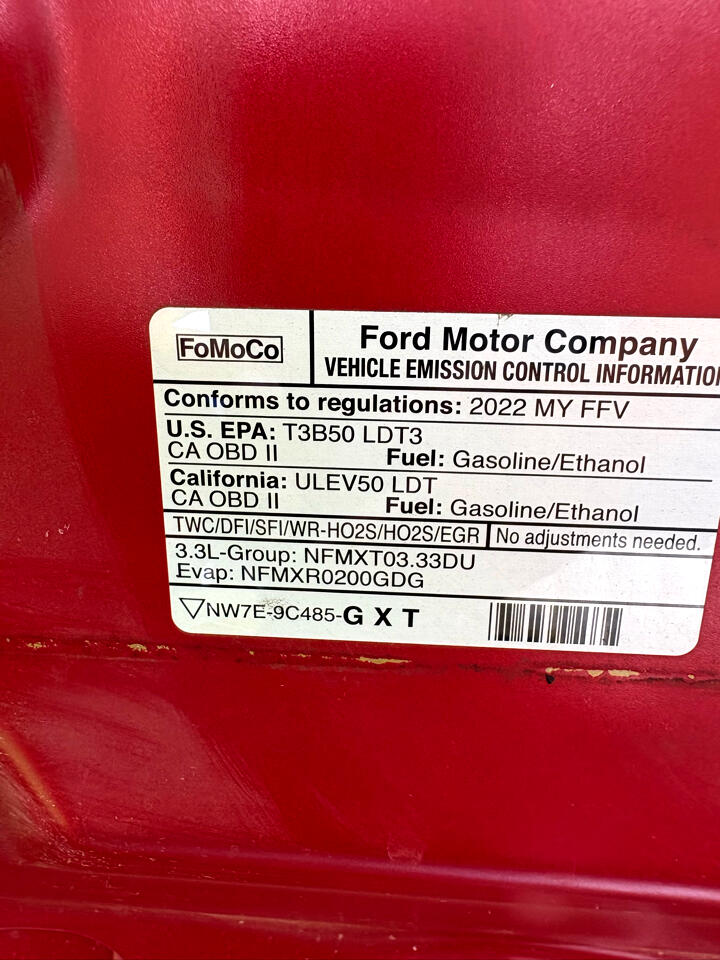 FoMoCo
Ford Motor Company
VEHICLE EMISSION CONTROL INFORMATION
Conforms to regulations: 2022 MY FFV
U.S. EPA: T3B50 LDT3
CA OBD II Fuel: Gasoline/Ethanol
California: ULEV50 LDT
CA OBD II Fuel: Gasoline/Ethanol
TWC/DFI/SFI/WR-HO2S/HO2S/EGR No adjustments needed.
3.3L-Group: NFMXT03.33DU
Evap: NFMXR0200GDG
NW7E-9C485-G X T